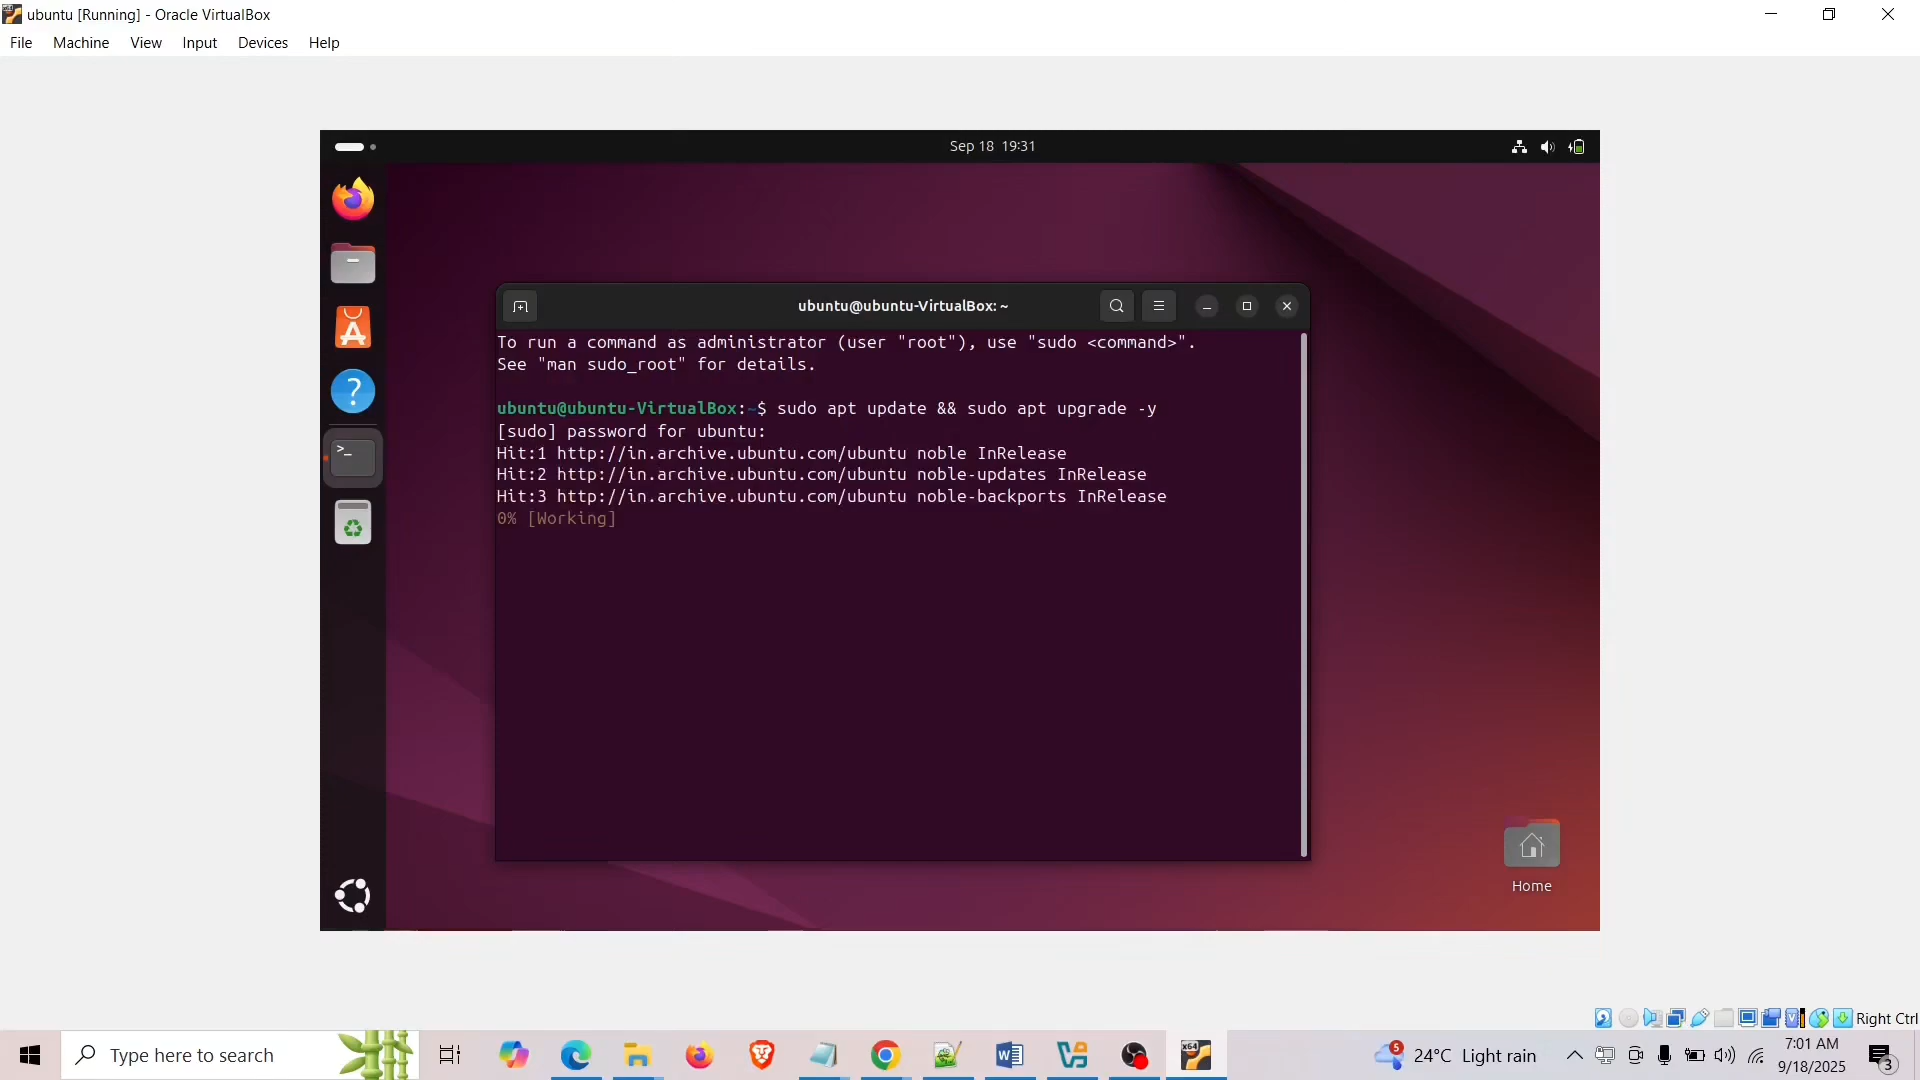 ubuntu [Running] - Oracle VirtualBox
File Machine View Input Devices Help
Sep 18 19:31
ubuntu@ubuntu-VirtualBox: ~
To run a command as administrator (user "root"), use "sudo <command>".
See "man sudo_root" for details.
ubuntu@ubuntu-VirtualBox:~$ sudo apt update && sudo apt upgrade -y
[sudo] password for ubuntu:
Hit:1 http://in.archive.ubuntu.com/ubuntu noble InRelease
Hit:2 http://in.archive.ubuntu.com/ubuntu noble-updates InRelease
Hit:3 http://in.archive.ubuntu.com/ubuntu noble-backports InRelease
0% [Working]
Home
Right Ctrl
Type here to search
5
24°C Light rain
7:01 AM
9/18/2025
3